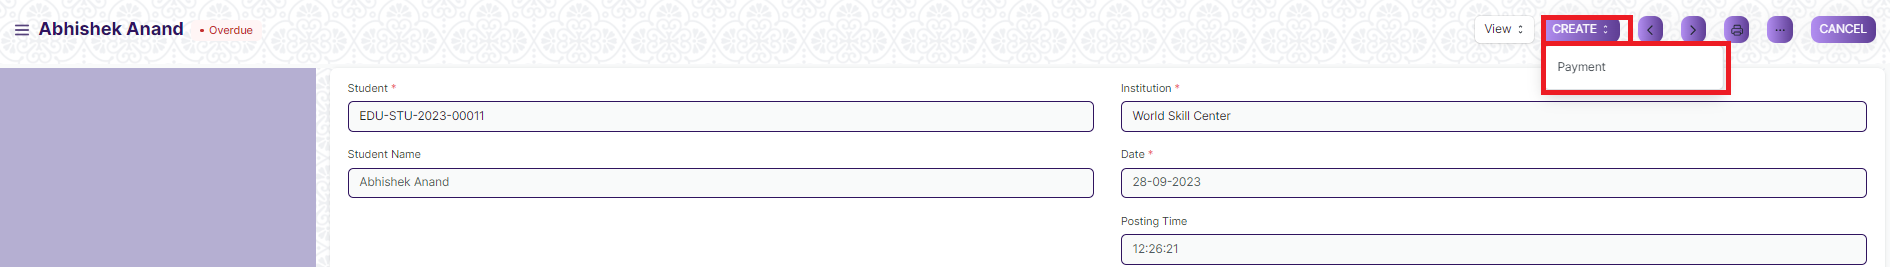 Abhishek Anand • Overdue View CREATE ... CANCEL
Payment
Student * Institution *
EDU-STU-2023-00011 World Skill Center
Student Name Date *
Abhishek Anand 28-09-2023
Posting Time
12:26:21